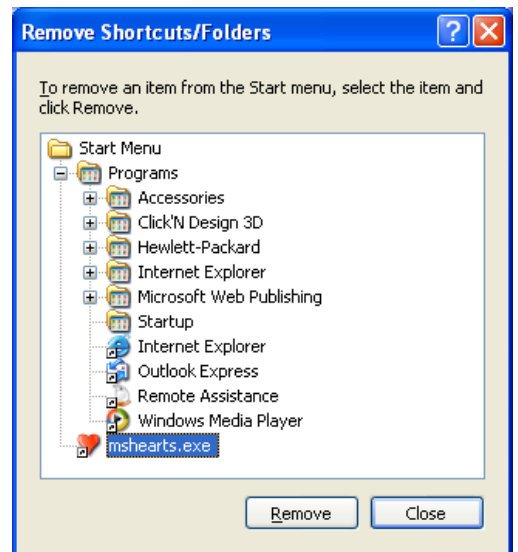 Remove Shortcuts/Folders
To remove an item from the Start menu, select the item and
click Remove.
Start Menu
Programs
Accessories
Click'N Design 3D
Hewlett-Packard
Internet Explorer
Microsoft Web Publishing
Startup
Internet Explorer
Outlook Express
Remote Assistance
Windows Media Player
mshearts.exe
Remove Close